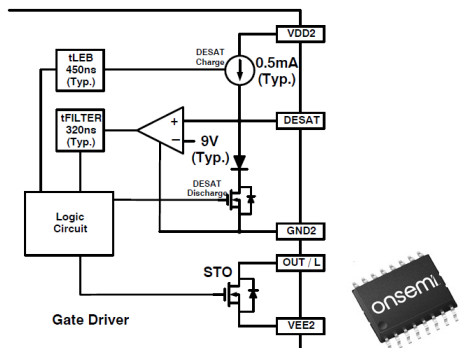 VDD2
tLEB
450ns
(Typ.)
DESAT
Charge
0.5mA
(Typ.)
tFILTER
320ns
(Typ.)
+
−
9V
(Typ.)
DESAT
DESAT
Discharge
Logic
Circuit
GND2
OUT / L
STO
VEE2
Gate Driver
onsemi